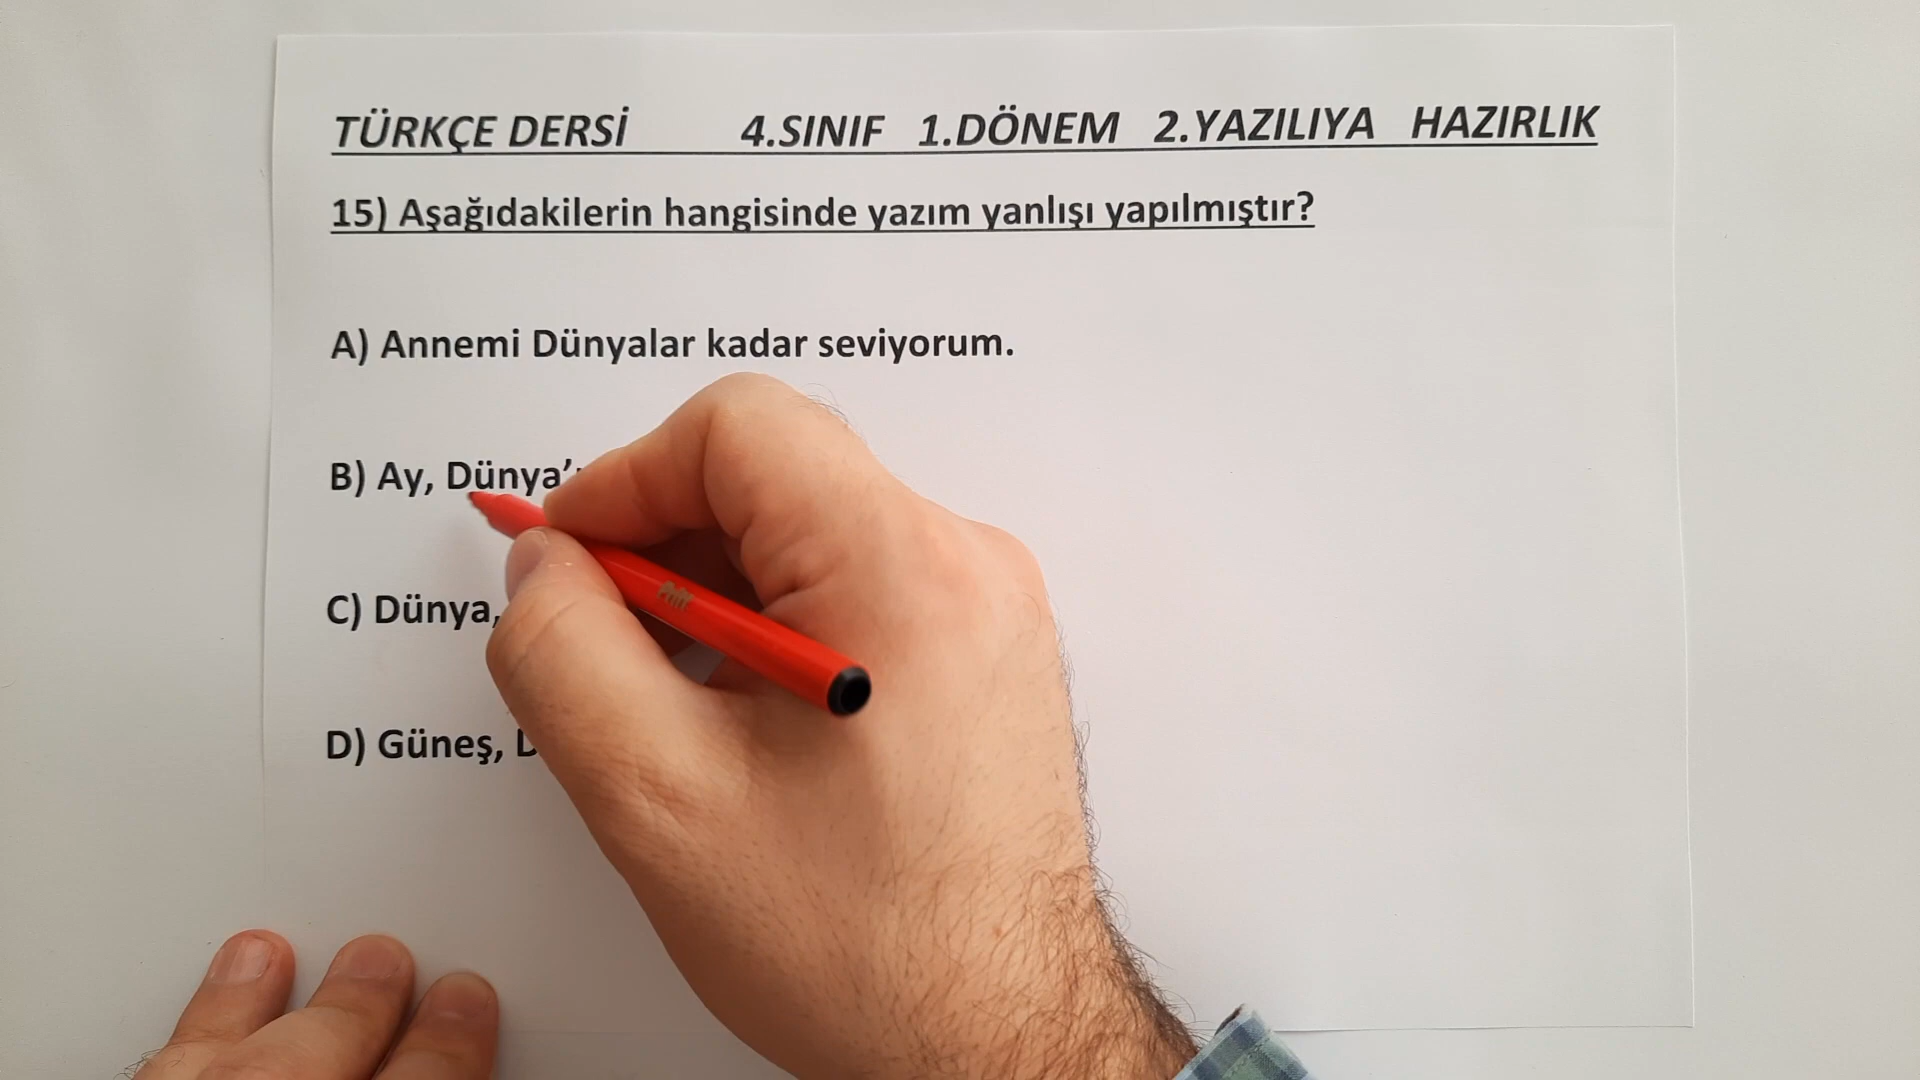 TÜRKÇE DERSİ 4.SINIF 1.DÖNEM 2.YAZILIYA HAZIRLIK
15) Aşağıdakilerin hangisinde yazım yanlışı yapılmıştır?
A) Annemi Dünyalar kadar seviyorum.
B) Ay, Dünya’
C) Dünya,
D) Güneş,
Prit